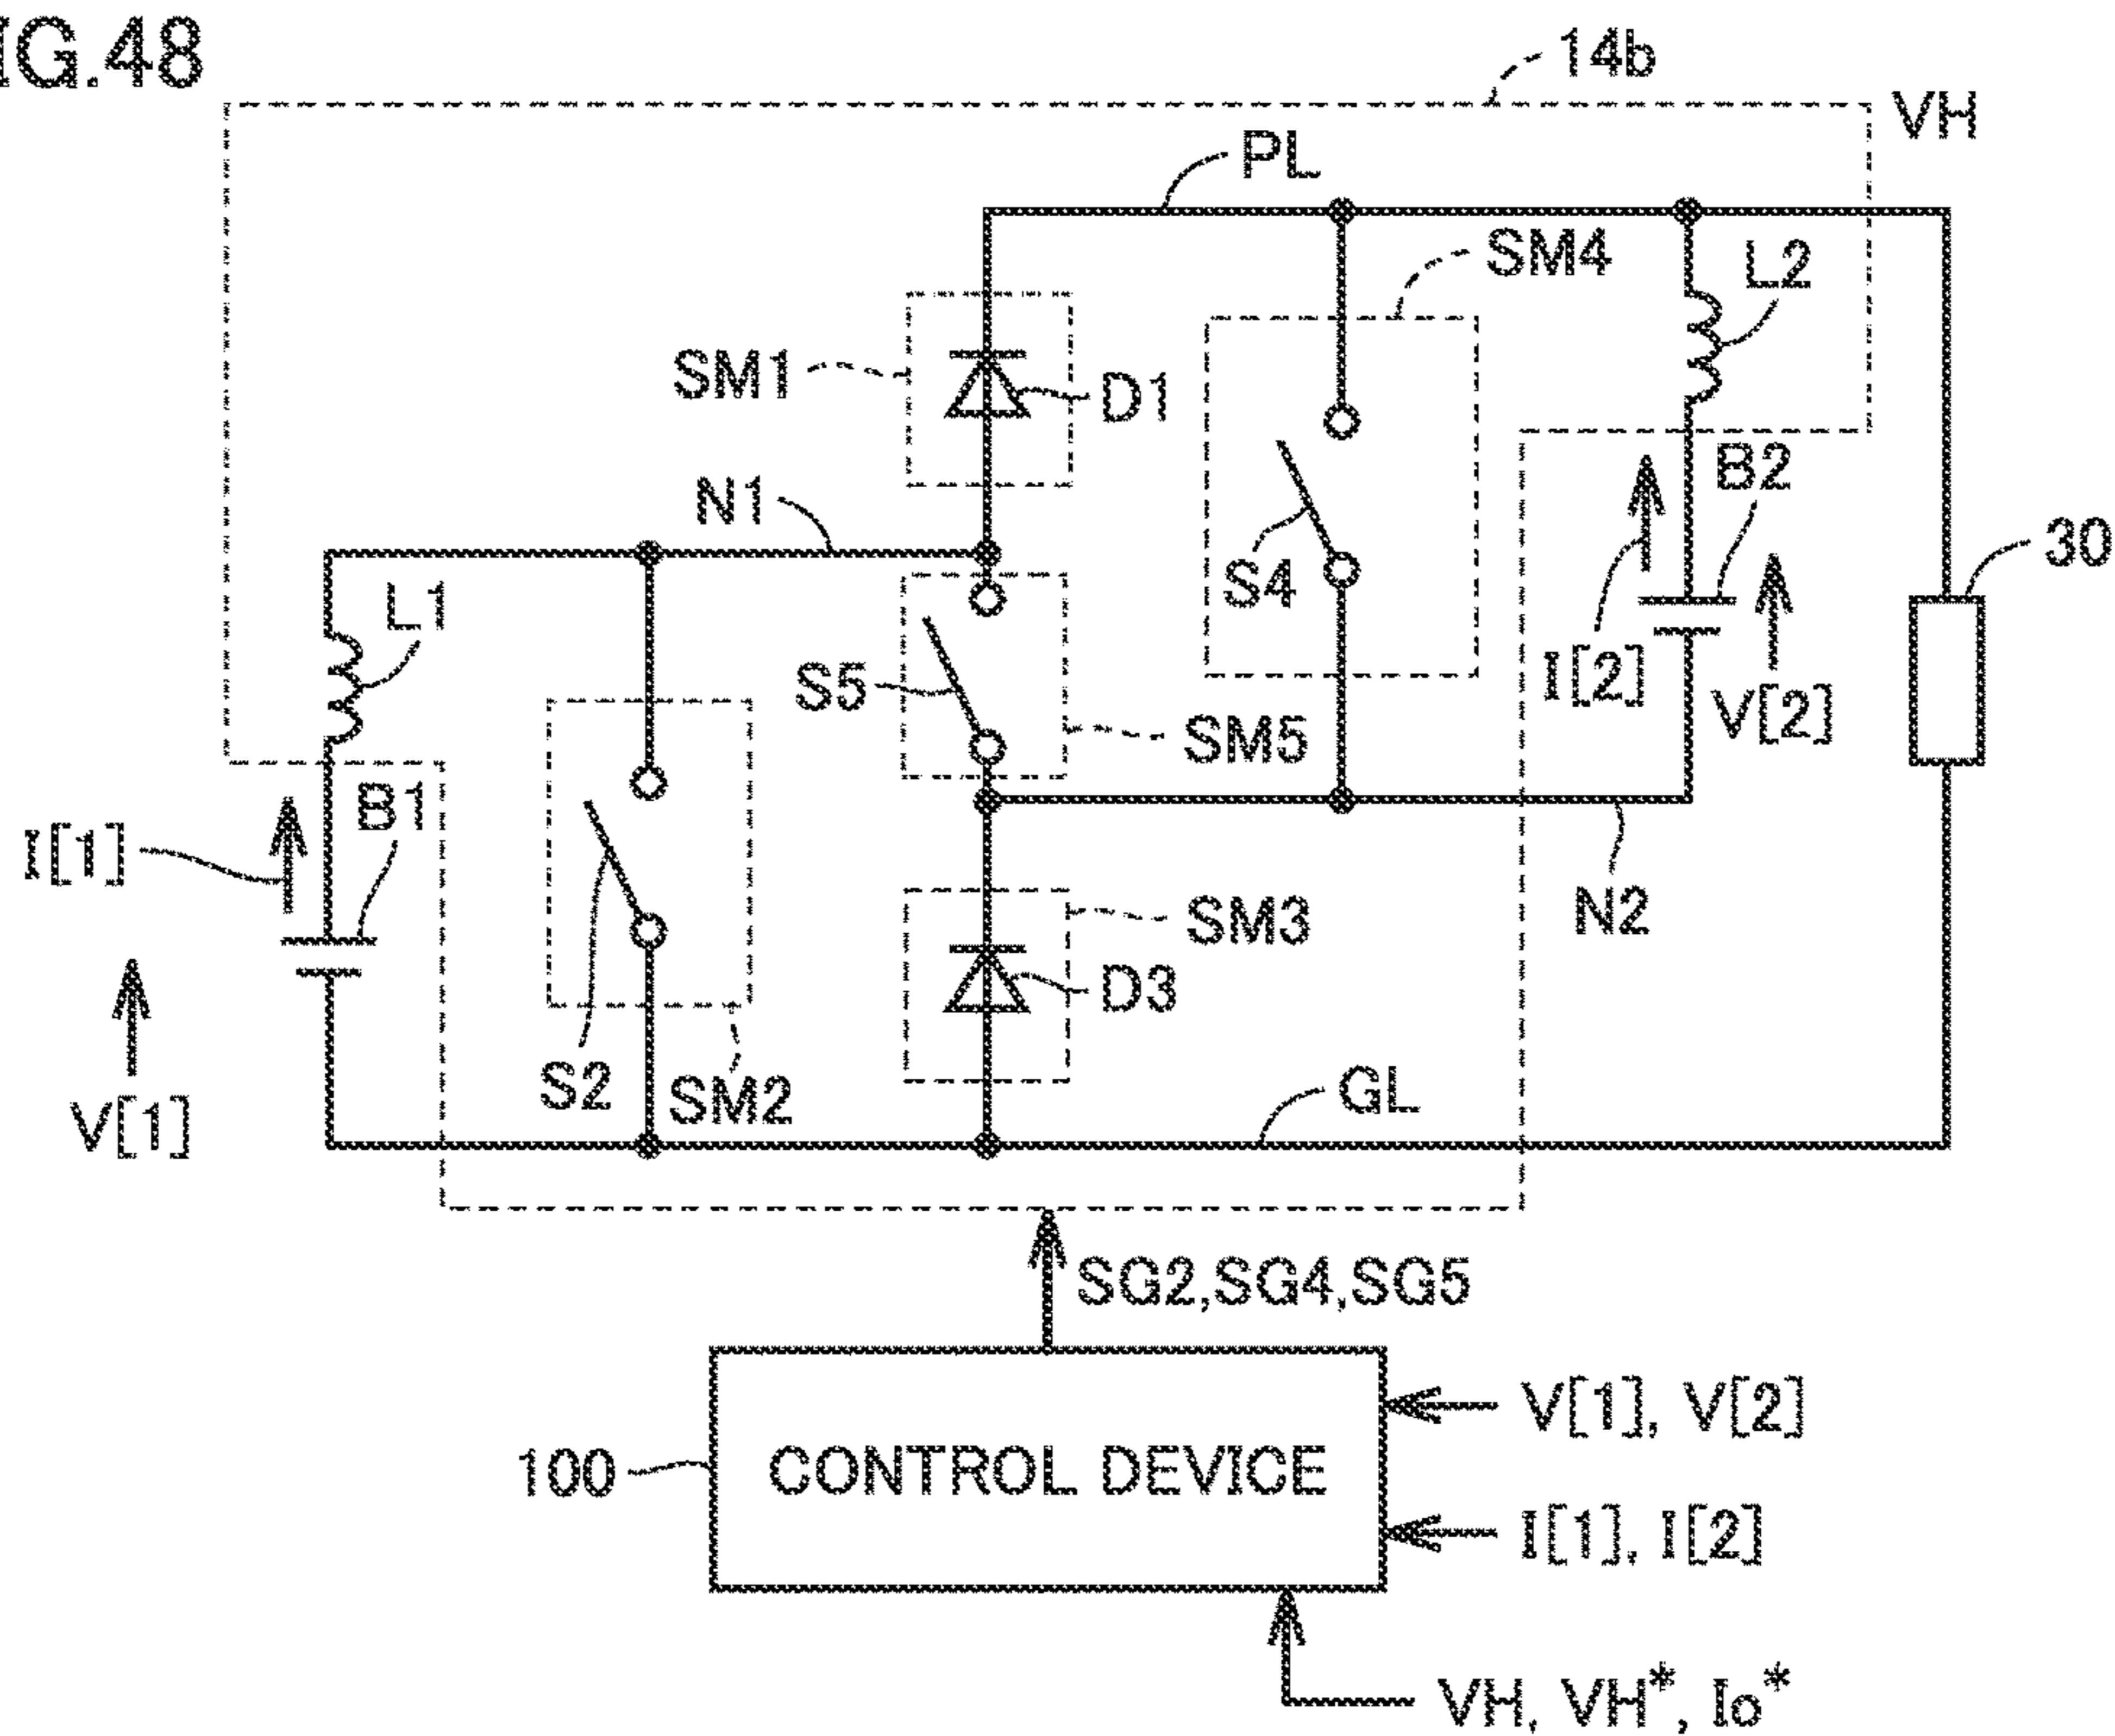 IG.48
14b
VH
PL
SM4
L2
SM1
D1
B2
N1
30
S4
L1
S5
I[2]
V[2]
SM5
B1
I[1]
N2
SM3
D3
S2
SM2
GL
V[1]
SG2,SG4,SG5
V[1], V[2]
100
CONTROL DEVICE
I[1], I[2]
VH, VH*, Io*